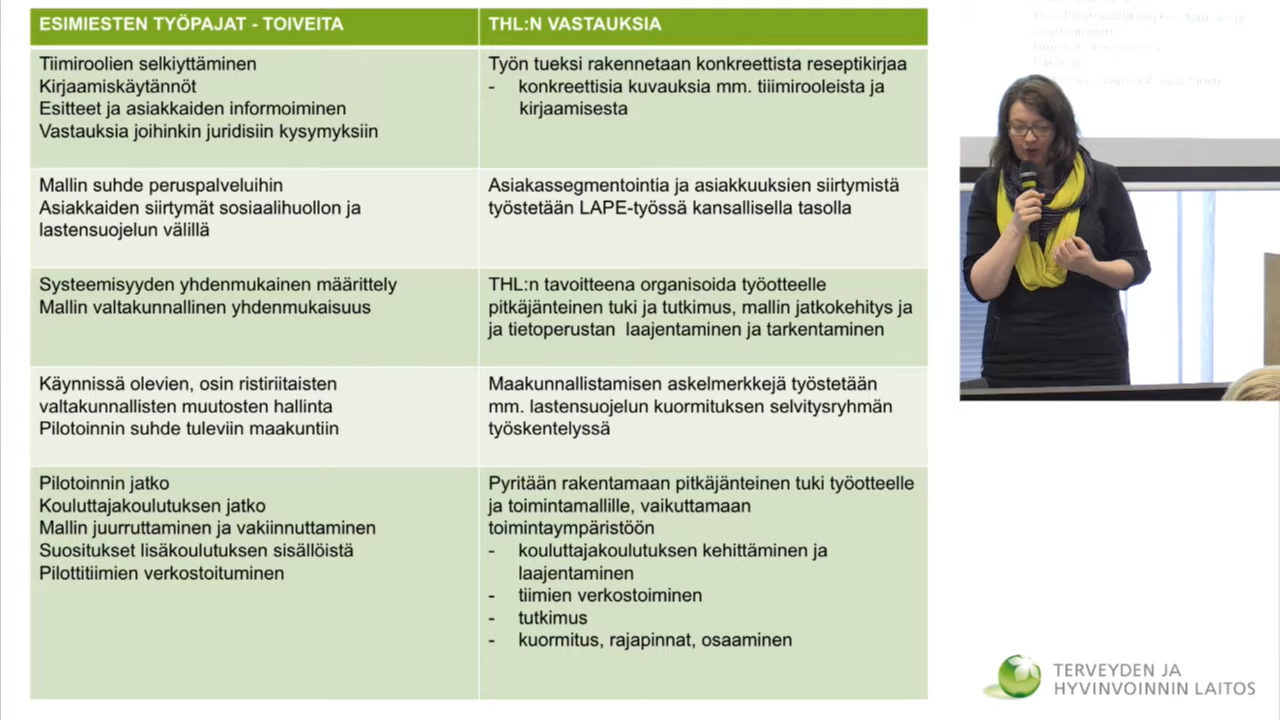 ESIMIESTEN TYÖPAJAT - TOIVEITA
THL:N VASTAUKSIA
Tiimiroolien selkiyttäminen
Kirjaamiskäytännöt
Esitteet ja asiakkaiden informoiminen
Vastauksia joihinkin juridisiin kysymyksiin
Työn tueksi rakennetaan konkreettista reseptikirjaa
- konkreettisia kuvauksia mm. tiiimirooleista ja
kirjaamisesta
Mallin suhde peruspalveluihin
Asiakkaiden siirtymät sosiaalihuollon ja
lastensuojelun välillä
Asiakassegmentointia ja asiakkuuksien siirtymistä
työstetään LAPE-työssä kansallisella tasolla
Systeemisyyden yhdenmukainen määrittely
Mallin valtakunnallinen yhdenmukaisuus
THL:n tavoitteena organisoida työotteelle
pitkäjänteinen tuki ja tutkimus, mallin jatkokehitys ja
ja tietoperustan laajentaminen ja tarkentaminen
Käynnissä olevien, osin ristiriitaisten
valtakunnallisten muutosten hallinta
Pilotoinnin suhde tuleviin maakuntiin
Maakunnallistamisen askelmerkkejä työstetään
mm. lastensuojelun kuormituksen selvitysryhmän
työskentelyssä
Pilotoinnin jatko
Kouluttajakoulutuksen jatko
Mallin juurruttaminen ja vakiinnuttaminen
Suositukset lisäkoulutuksen sisällöistä
Pilottitiimien verkostoituminen
Pyritään rakentamaan pitkäjänteinen tuki työotteelle
ja toimintamallille, vaikuttamaan
toimintaympäristöön
- kouluttajakoulutuksen kehittäminen ja
laajentaminen
- tiimien verkostoiminen
- tutkimus
- kuormitus, rajapinnat, osaaminen
TERVEYDEN JA
HYVINVOINNIN LAITOS